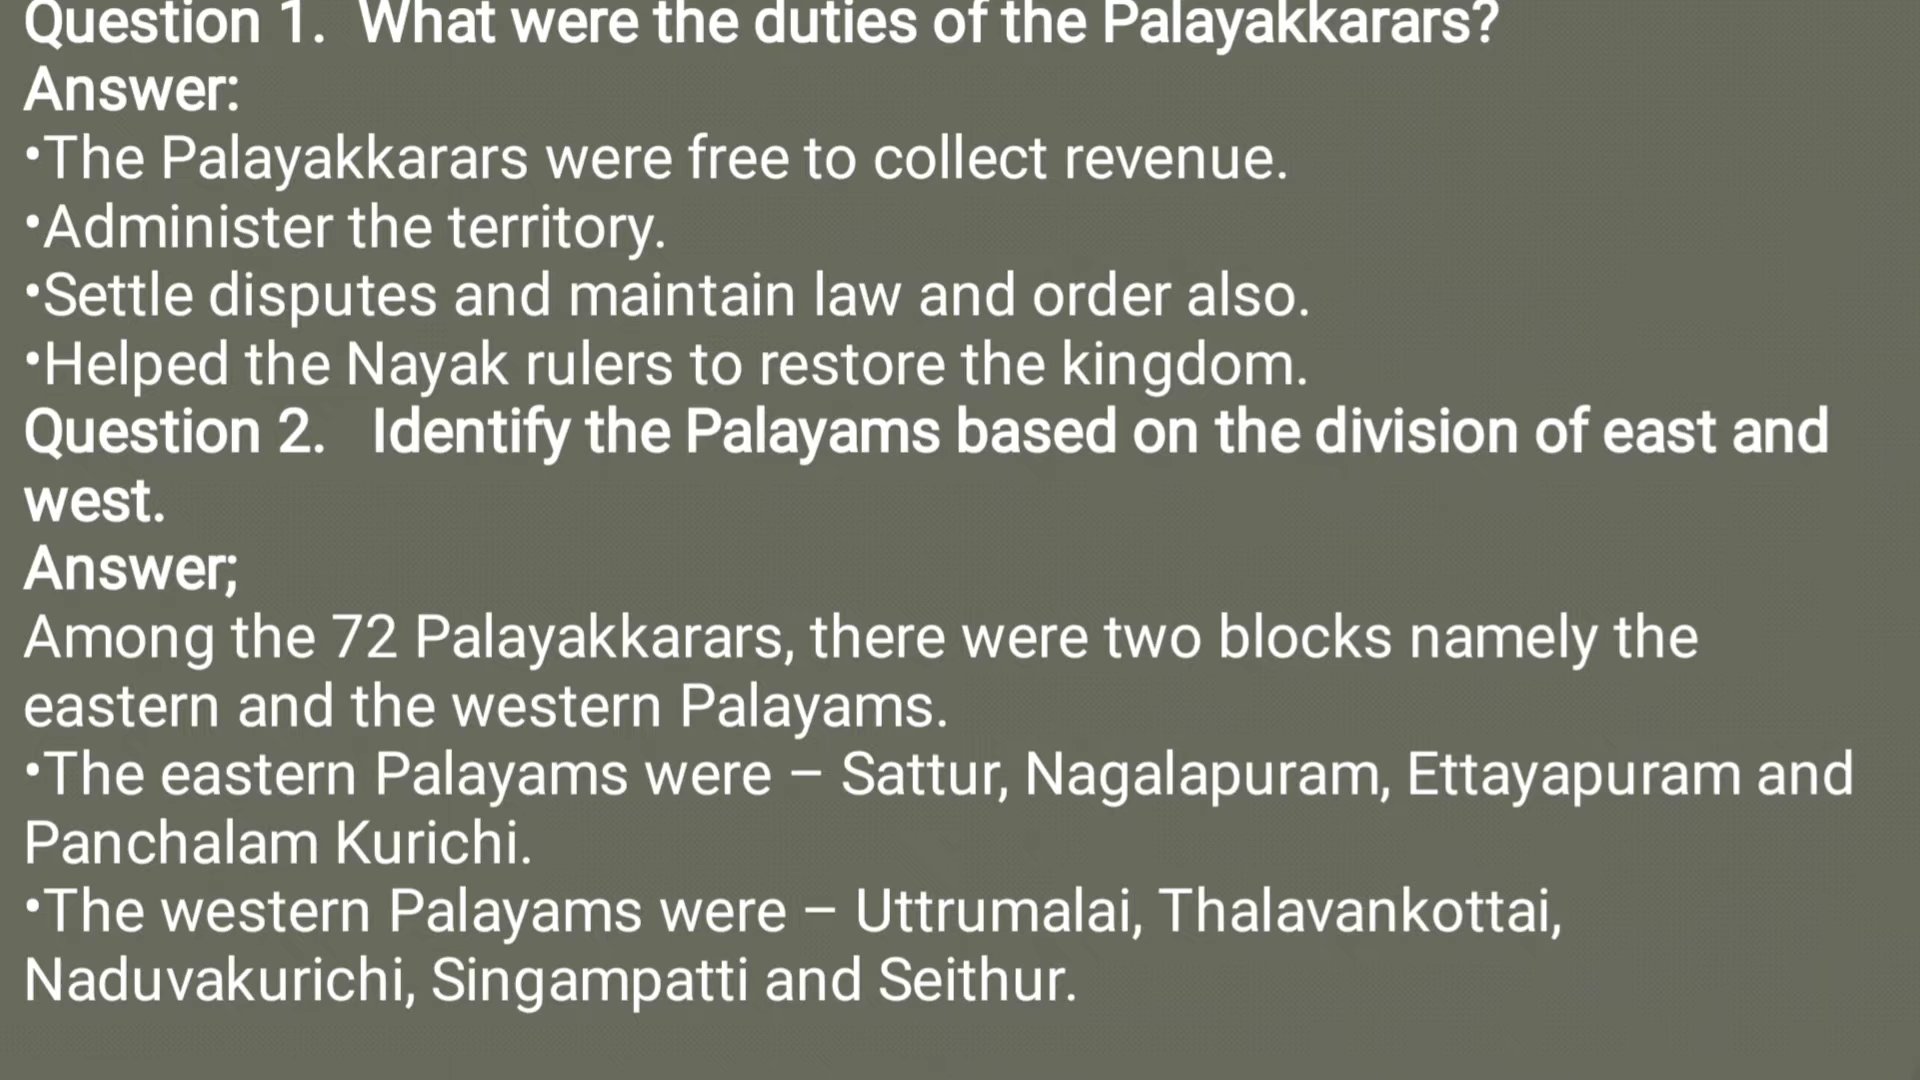 Question 1.  What were the duties of the Palayakkarars?
Answer:
•The Palayakkarars were free to collect revenue.
•Administer the territory.
•Settle disputes and maintain law and order also.
•Helped the Nayak rulers to restore the kingdom.
Question 2.   Identify the Palayams based on the division of east and
west.
Answer;
Among the 72 Palayakkarars, there were two blocks namely the
eastern and the western Palayams.
•The eastern Palayams were – Sattur, Nagalapuram, Ettayapuram and
Panchalam Kurichi.
•The western Palayams were – Uttrumalai, Thalavankottai,
Naduvakurichi, Singampatti and Seithur.